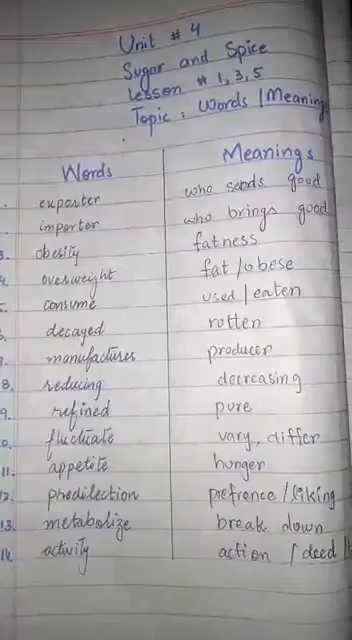 Unit # 4
Sugar and Spice
Lesson # 1, 3, 5
Topic : Words / Meaning
Words Meanings
exporter who sends good
importer who brings good
3. obesity fatness
4. overweight fat / obese
consume used / eaten
decayed rotten
manufactures producer
8. reducing decreasing
9. refined pure
0. fluctuate vary, differ
11. appetite hunger
12. predilection prefrence / liking
13. metabolize break down
14. activity action / deed /